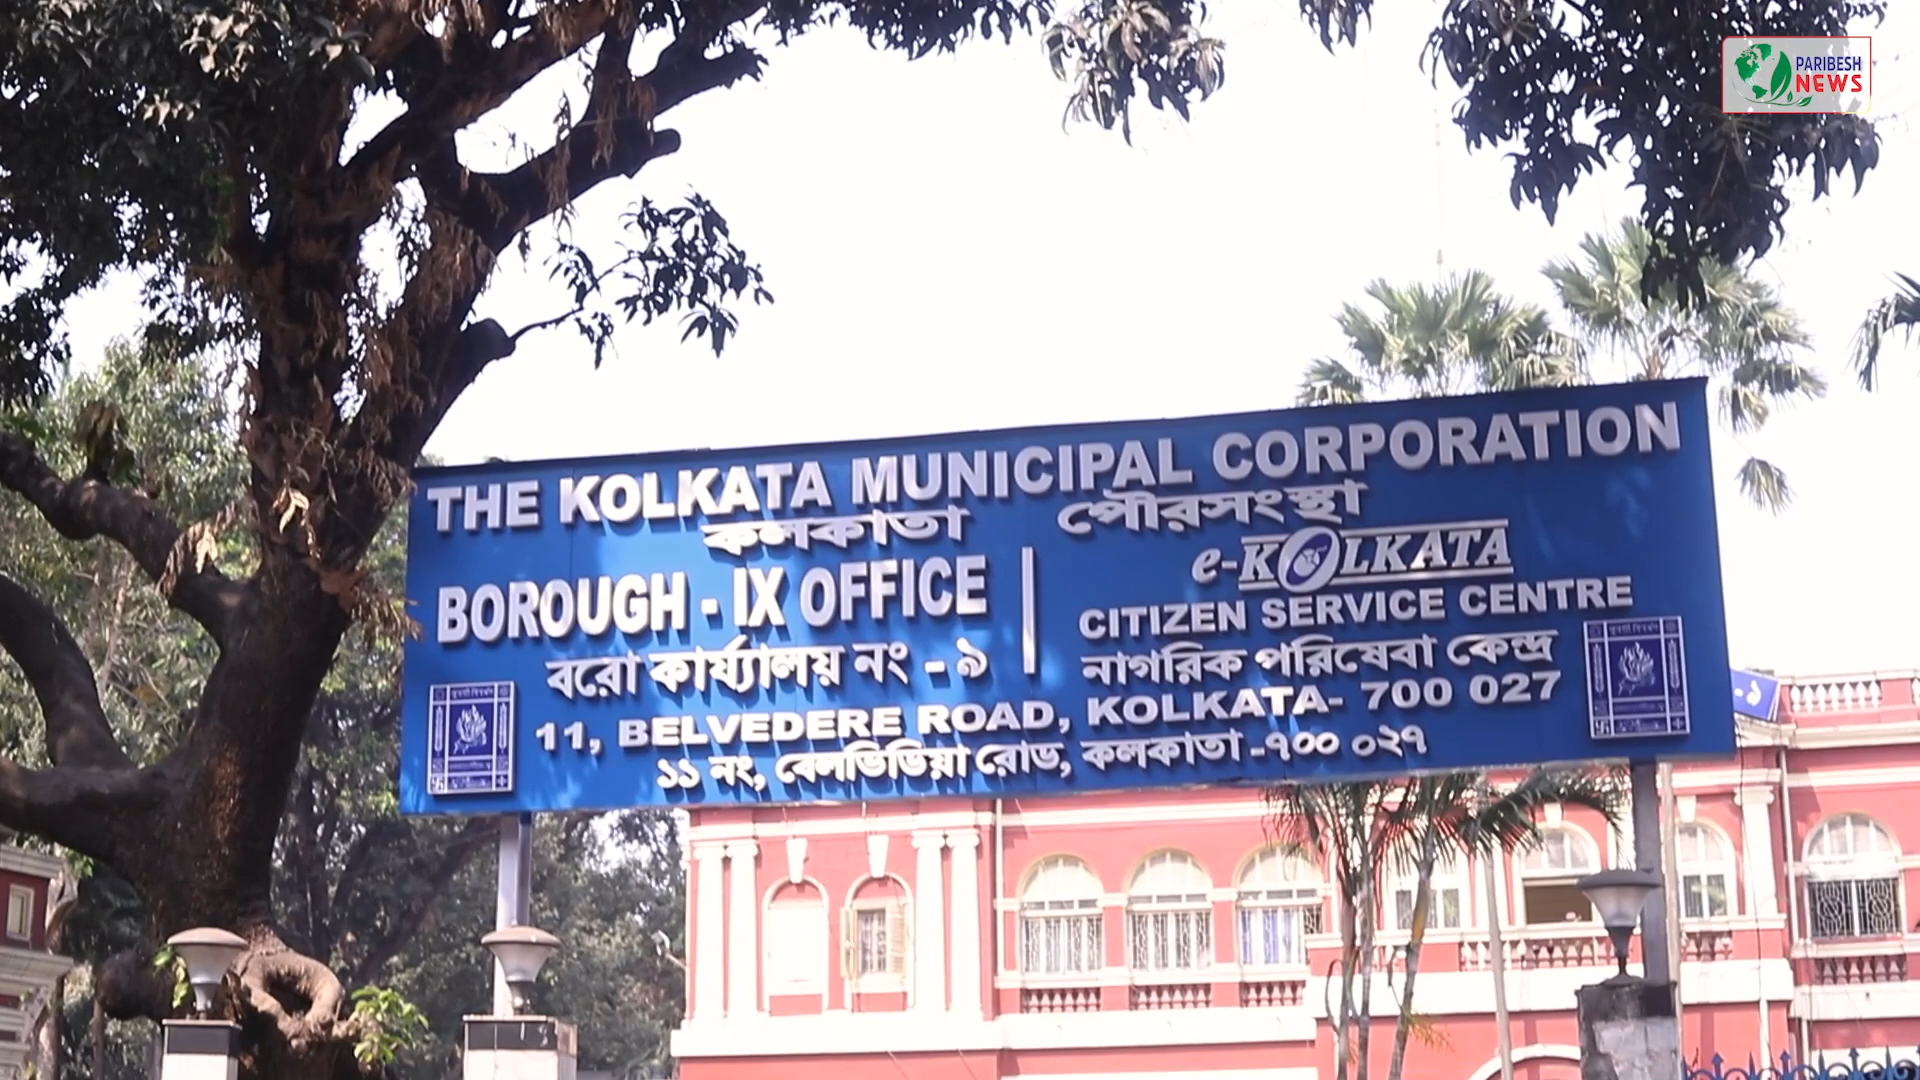 PARIBESH
NEWS
THE KOLKATA MUNICIPAL CORPORATION
কলকাতা পৌরসংস্থা
BOROUGH - IX OFFICE
বরো কার্য্যালয় নং - ৯
e-KOLKATA
CITIZEN SERVICE CENTRE
নাগরিক পরিষেবা কেন্দ্র
11, BELVEDERE ROAD, KOLKATA- 700 027
১১ নং, বেলভিডিয়া রোড, কলকাতা -৭০০ ০২৭